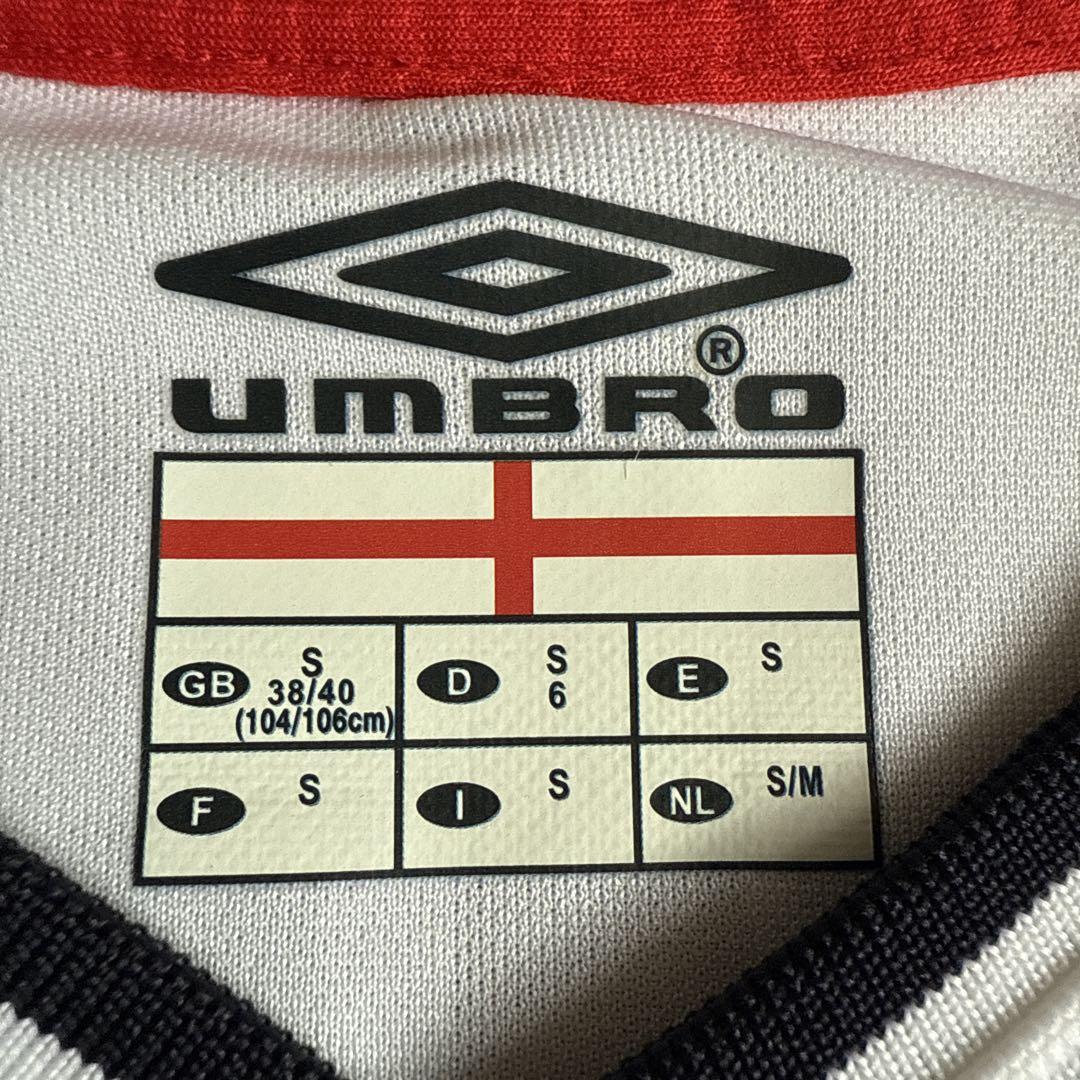 ®
UMBRO
GB S
38/40
(104/106cm)
D S
6
E S
F S
I S
NL S/M